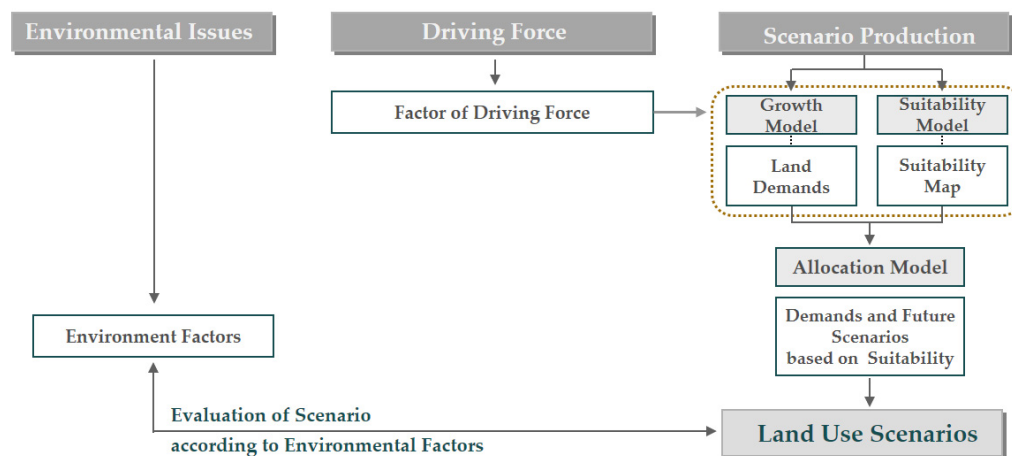 Environmental Issues
Driving Force
Scenario Production
Factor of Driving Force
Growth
Model
Suitability
Model
Land
Demands
Suitability
Map
Allocation Model
Demands and Future
Scenarios
based on Suitability
Environment Factors
Evaluation of Scenario
according to Environmental Factors
Land Use Scenarios